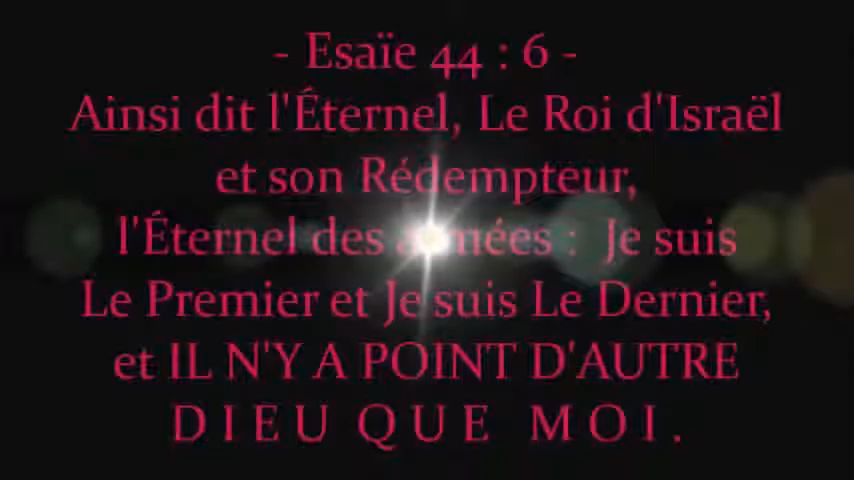 - Esaïe 44 : 6 -
Ainsi dit l'Éternel, Le Roi d'Israël
et son Rédempteur,
l'Éternel des armées : Je suis
Le Premier et Je suis Le Dernier,
et IL N'Y A POINT D'AUTRE
D I E U Q U E M O I .